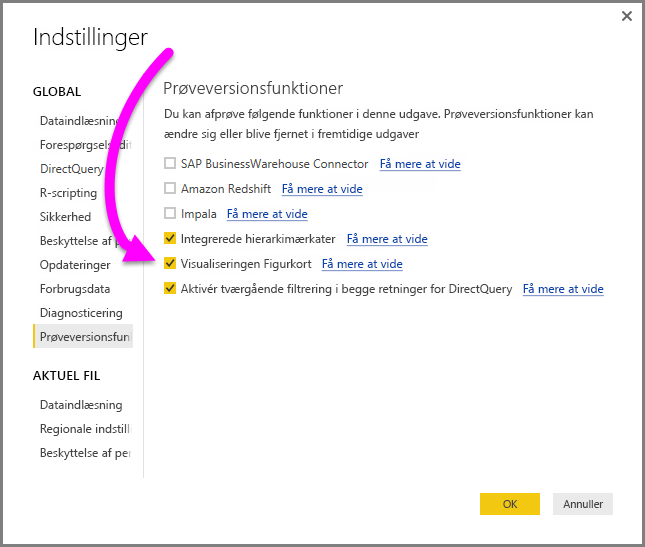 Indstillinger
GLOBAL
Dataindlæsning
Forespørgselsedit
DirectQuery
R-scripting
Sikkerhed
Beskyttelse af p
Opdateringer
Forbrugsdata
Diagnosticering
Prøveversionsfun
AKTUEL FIL
Dataindlæsning
Regionale indstill
Beskyttelse af per
Prøveversionsfunktioner
Du kan afprøve følgende funktioner i denne udgave. Prøveversionsfunktioner kan
ændre sig eller blive fjernet i fremtidige udgaver
SAP BusinessWarehouse Connector Få mere at vide
Amazon Redshift Få mere at vide
Impala Få mere at vide
Integrerede hierarkimærkater Få mere at vide
Visualiseringen Figurkort Få mere at vide
Aktivér tværgående filtrering i begge retninger for DirectQuery Få mere at vide
OK Annuller